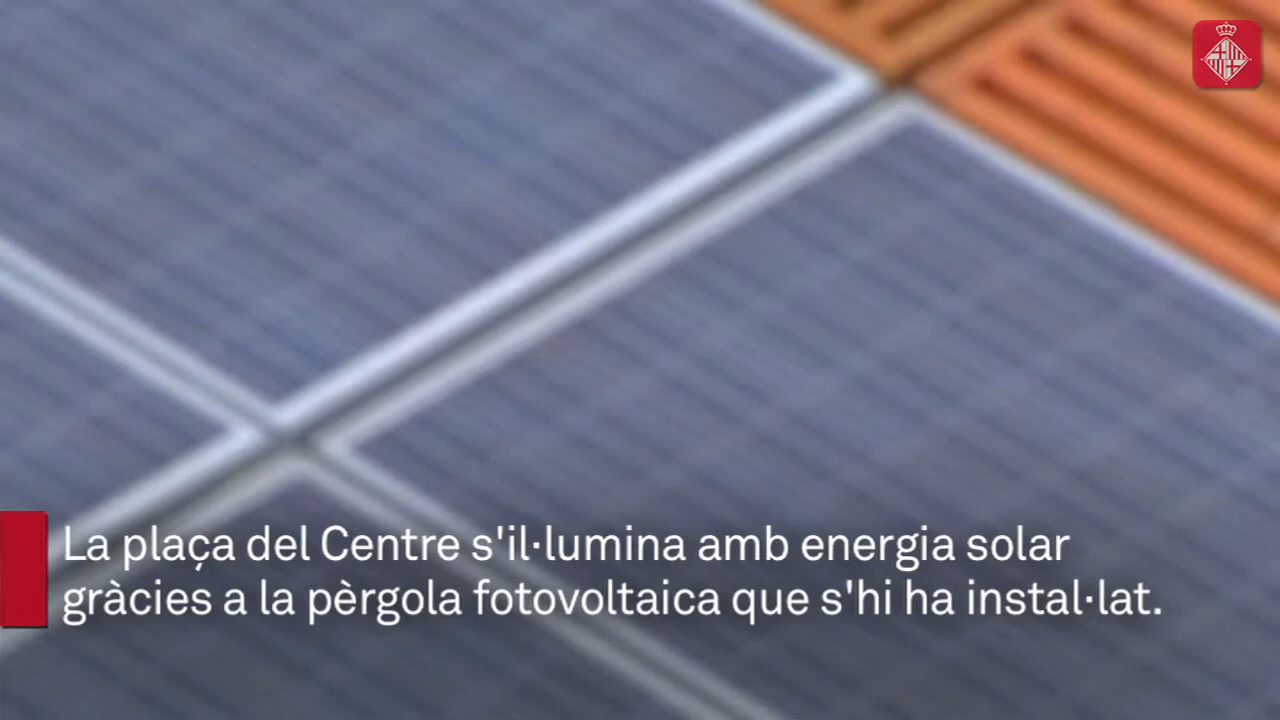 La plaça del Centre s'il·lumina amb energia solar
gràcies a la pèrgola fotovoltaica que s'hi ha instal·lat.